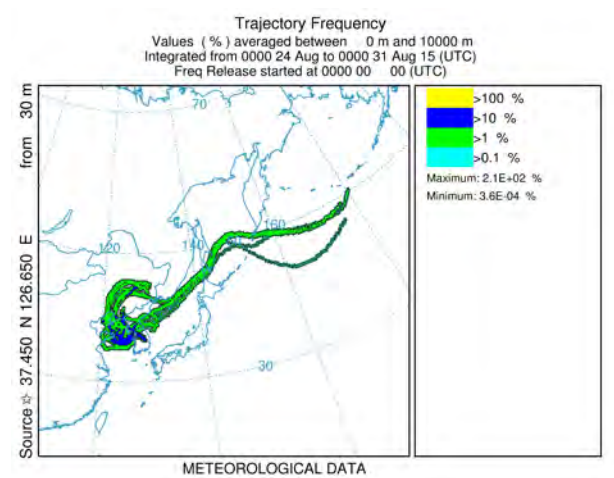 Trajectory Frequency
Values ( % ) averaged between 0 m and 10000 m
Integrated from 0000 24 Aug to 0000 31 Aug 15 (UTC)
Freq Release started at 0000 00 00 (UTC)
Source ☆ 37.450 N 126.650 E from 30 m
70
160
140
120
30
>100 %
>10 %
>1 %
>0.1 %
Maximum: 2.1E+02 %
Minimum: 3.6E-04 %
METEOROLOGICAL DATA